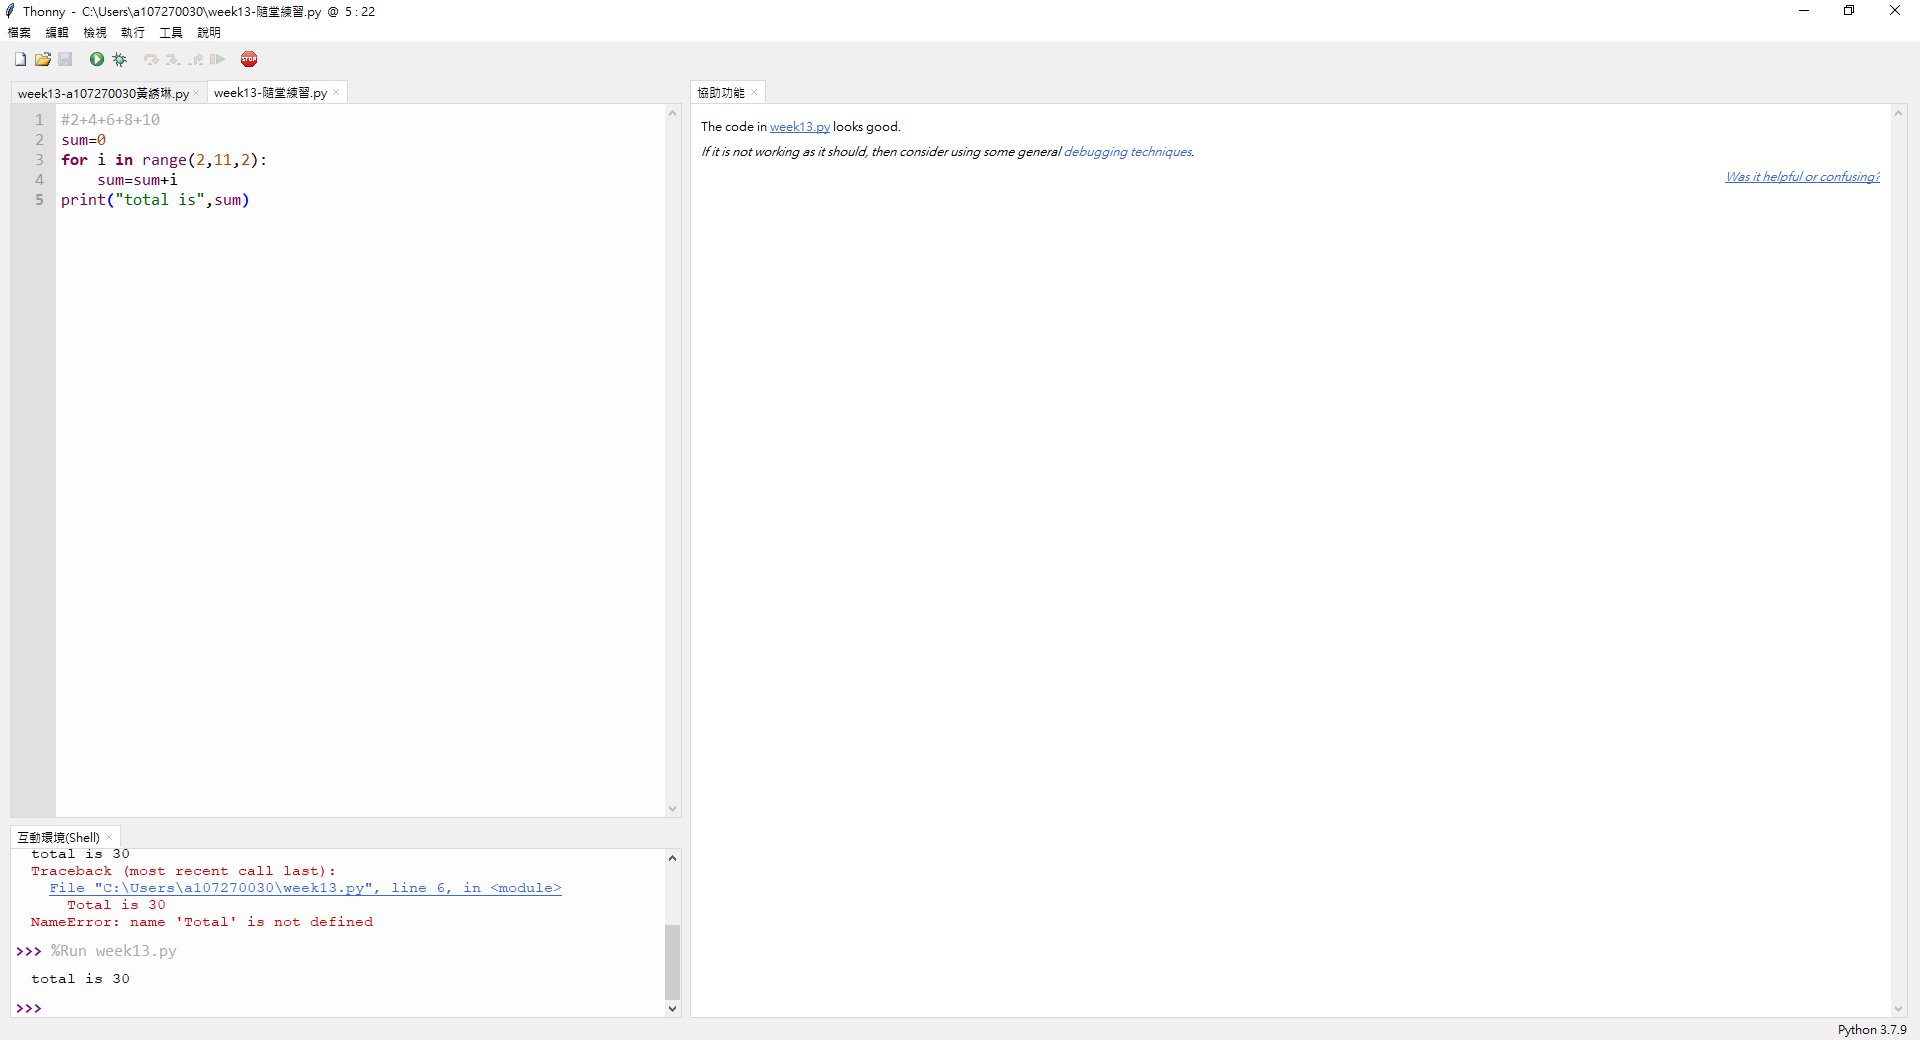 Thonny - C:\Users\a107270030\week13-隨堂練習.py @ 5 : 22
檔案 編輯 檢視 執行 工具 說明
STOP
week13-a107270030黃綉琳.py × week13-隨堂練習.py ×
1 #2+4+6+8+10
2 sum=0
3 for i in range(2,11,2):
4     sum=sum+i
5 print("total is",sum)
協助功能 ×
The code in week13.py looks good.
If it is not working as it should, then consider using some general debugging techniques.
Was it helpful or confusing?
互動環境(Shell) ×
total is 30
Traceback (most recent call last):
File "C:\Users\a107270030\week13.py", line 6, in <module>
Total is 30
NameError: name 'Total' is not defined
>>> %Run week13.py
total is 30
>>>
Python 3.7.9